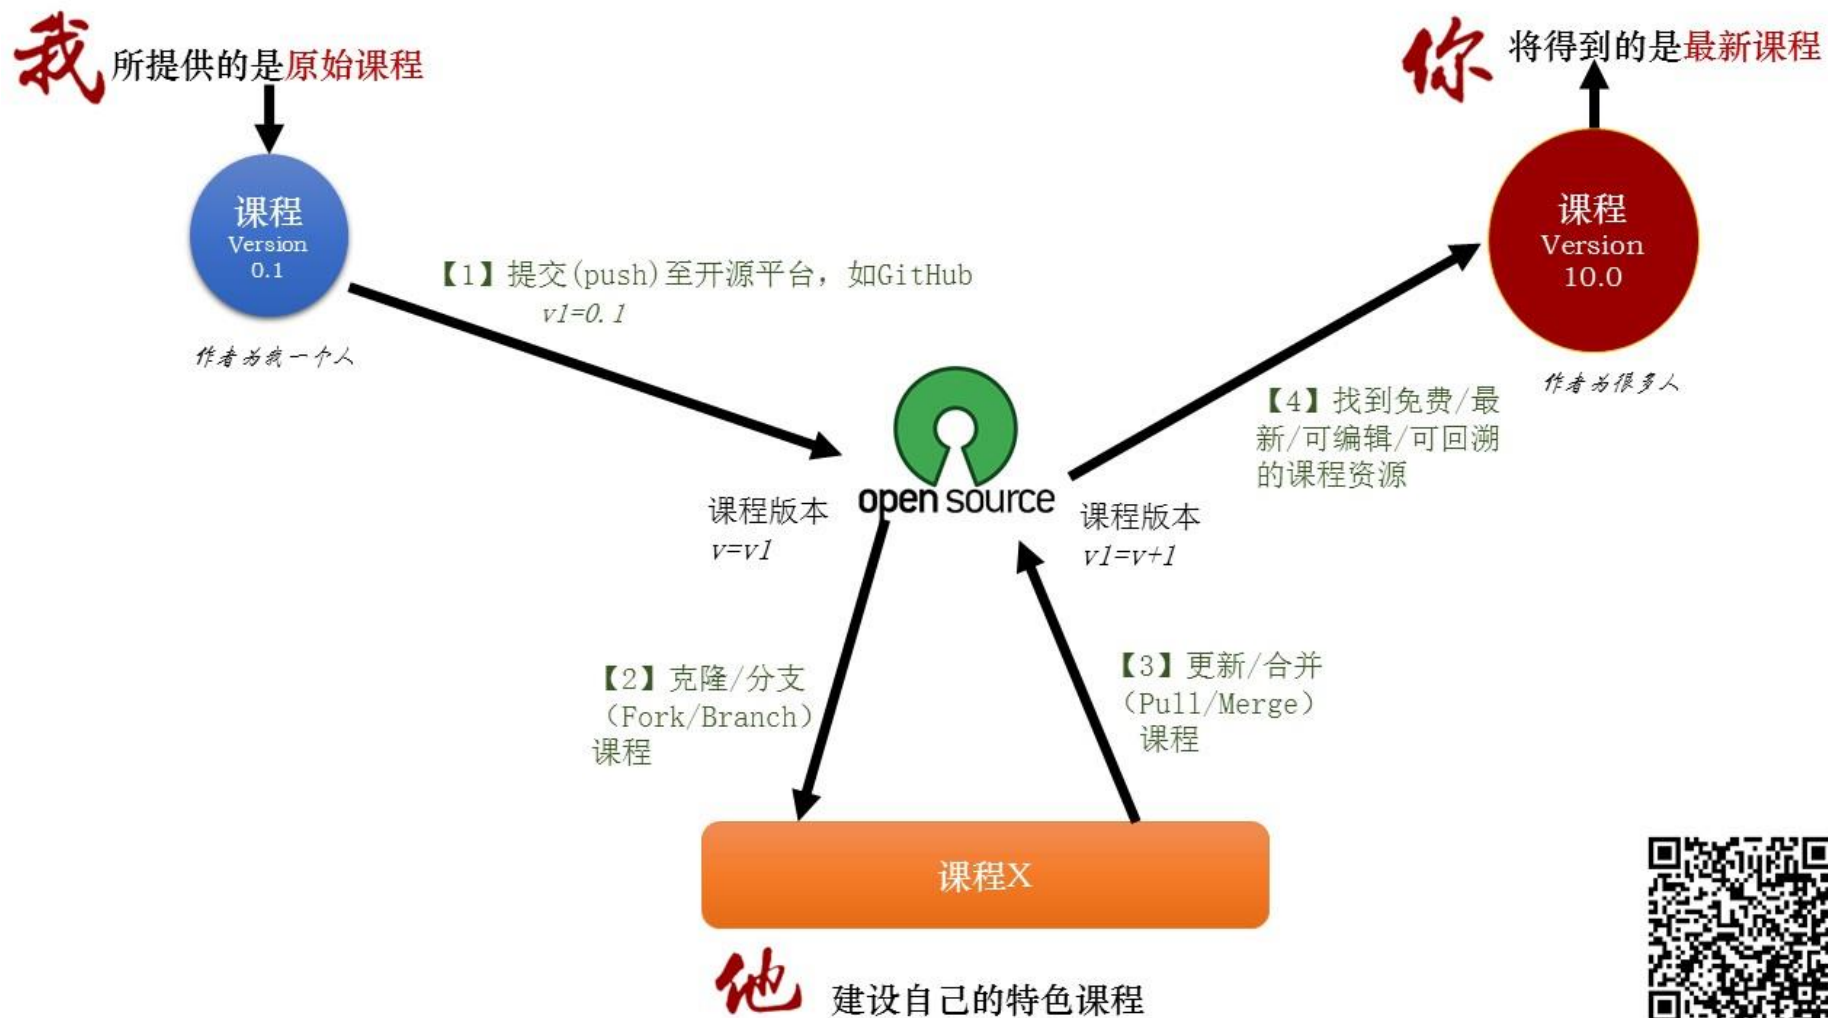 我所提供的是原始课程
你将得到的是最新课程
课程
Version
0.1
作者为我一个人
课程
Version
10.0
作者为很多人
【1】提交(push)至开源平台，如GitHub
v1=0.1
【4】找到免费/最
新/可编辑/可回溯
的课程资源
open source
课程版本
v=v1
课程版本
v1=v+1
【2】克隆/分支
（Fork/Branch）
课程
【3】更新/合并
（Pull/Merge）
课程
课程X
他 建设自己的特色课程